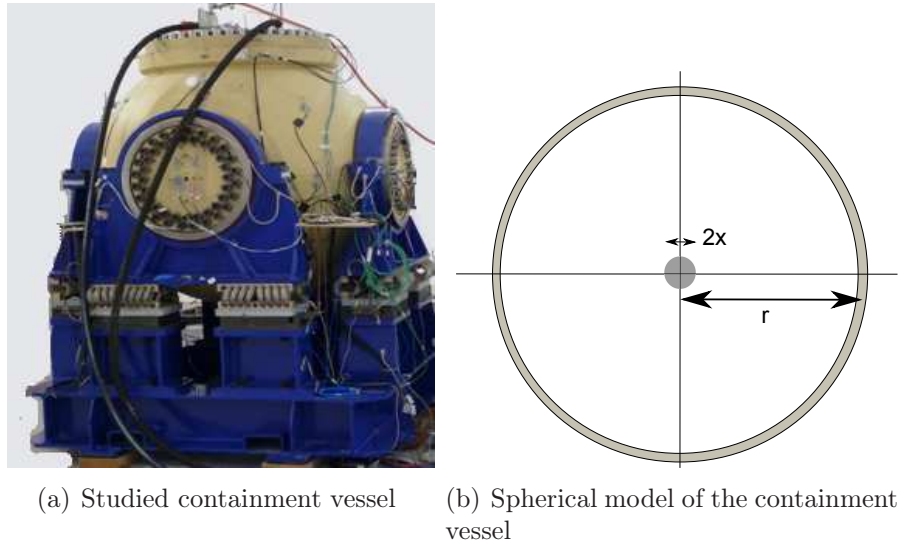 2x
r
(a) Studied containment vessel
(b) Spherical model of the containment
vessel